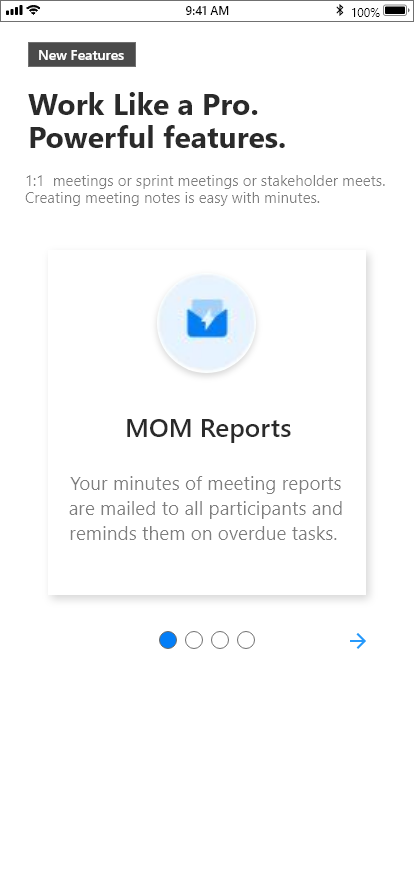 9:41 AM 100%
New Features
Work Like a Pro.
Powerful features.
1:1  meetings or sprint meetings or stakeholder meets.
Creating meeting notes is easy with minutes.
MOM Reports
Your minutes of meeting reports
are mailed to all participants and
reminds them on overdue tasks.